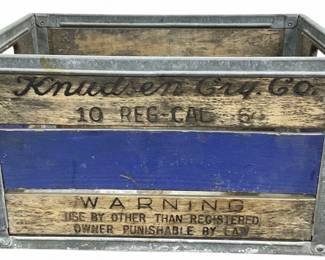 Knudsen Cry. Co.
10 REG-CAL 6
WARNING
USE BY OTHER THAN REGISTERED
OWNER PUNISHABLE BY LAW